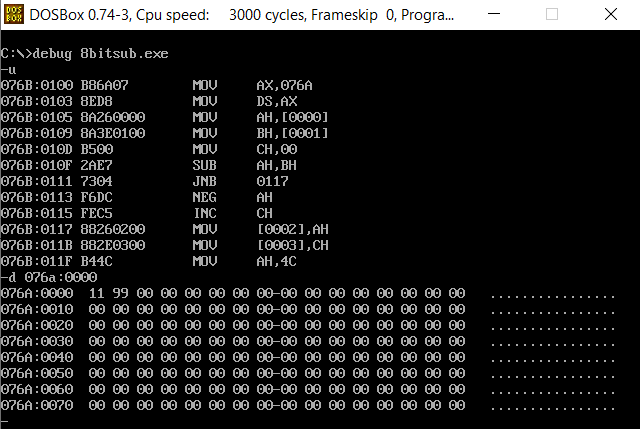 DOS BOX DOSBox 0.74-3, Cpu speed: 3000 cycles, Frameskip 0, Progra...
C:\>debug 8bitsub.exe
-u
076B:0100 B86A07 MOV AX,076A
076B:0103 8ED8 MOV DS,AX
076B:0105 8A260000 MOV AH,[0000]
076B:0109 8A3E0100 MOV BH,[0001]
076B:010D B500 MOV CH,00
076B:010F 2AE7 SUB AH,BH
076B:0111 7304 JNB 0117
076B:0113 F6DC NEG AH
076B:0115 FEC5 INC CH
076B:0117 88260200 MOV [0002],AH
076B:011B 882E0300 MOV [0003],CH
076B:011F B44C MOV AH,4C
-d 076a:0000
076A:0000 11 99 00 00 00 00 00 00-00 00 00 00 00 00 00 00 ................
076A:0010 00 00 00 00 00 00 00 00-00 00 00 00 00 00 00 00 ................
076A:0020 00 00 00 00 00 00 00 00-00 00 00 00 00 00 00 00 ................
076A:0030 00 00 00 00 00 00 00 00-00 00 00 00 00 00 00 00 ................
076A:0040 00 00 00 00 00 00 00 00-00 00 00 00 00 00 00 00 ................
076A:0050 00 00 00 00 00 00 00 00-00 00 00 00 00 00 00 00 ................
076A:0060 00 00 00 00 00 00 00 00-00 00 00 00 00 00 00 00 ................
076A:0070 00 00 00 00 00 00 00 00-00 00 00 00 00 00 00 00 ................
-